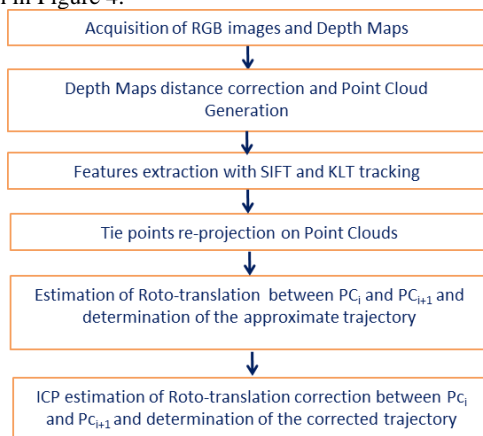 in Figure 4.
Acquisition of RGB images and Depth Maps
Depth Maps distance correction and Point Cloud
Generation
Features extraction with SIFT and KLT tracking
Tie points re-projection on Point Clouds
Estimation of Roto-translation between PCi and PCi+1 and
determination of the approximate trajectory
ICP estimation of Roto-translation correction between Pci
and Pci+1 and determination of the corrected trajectory